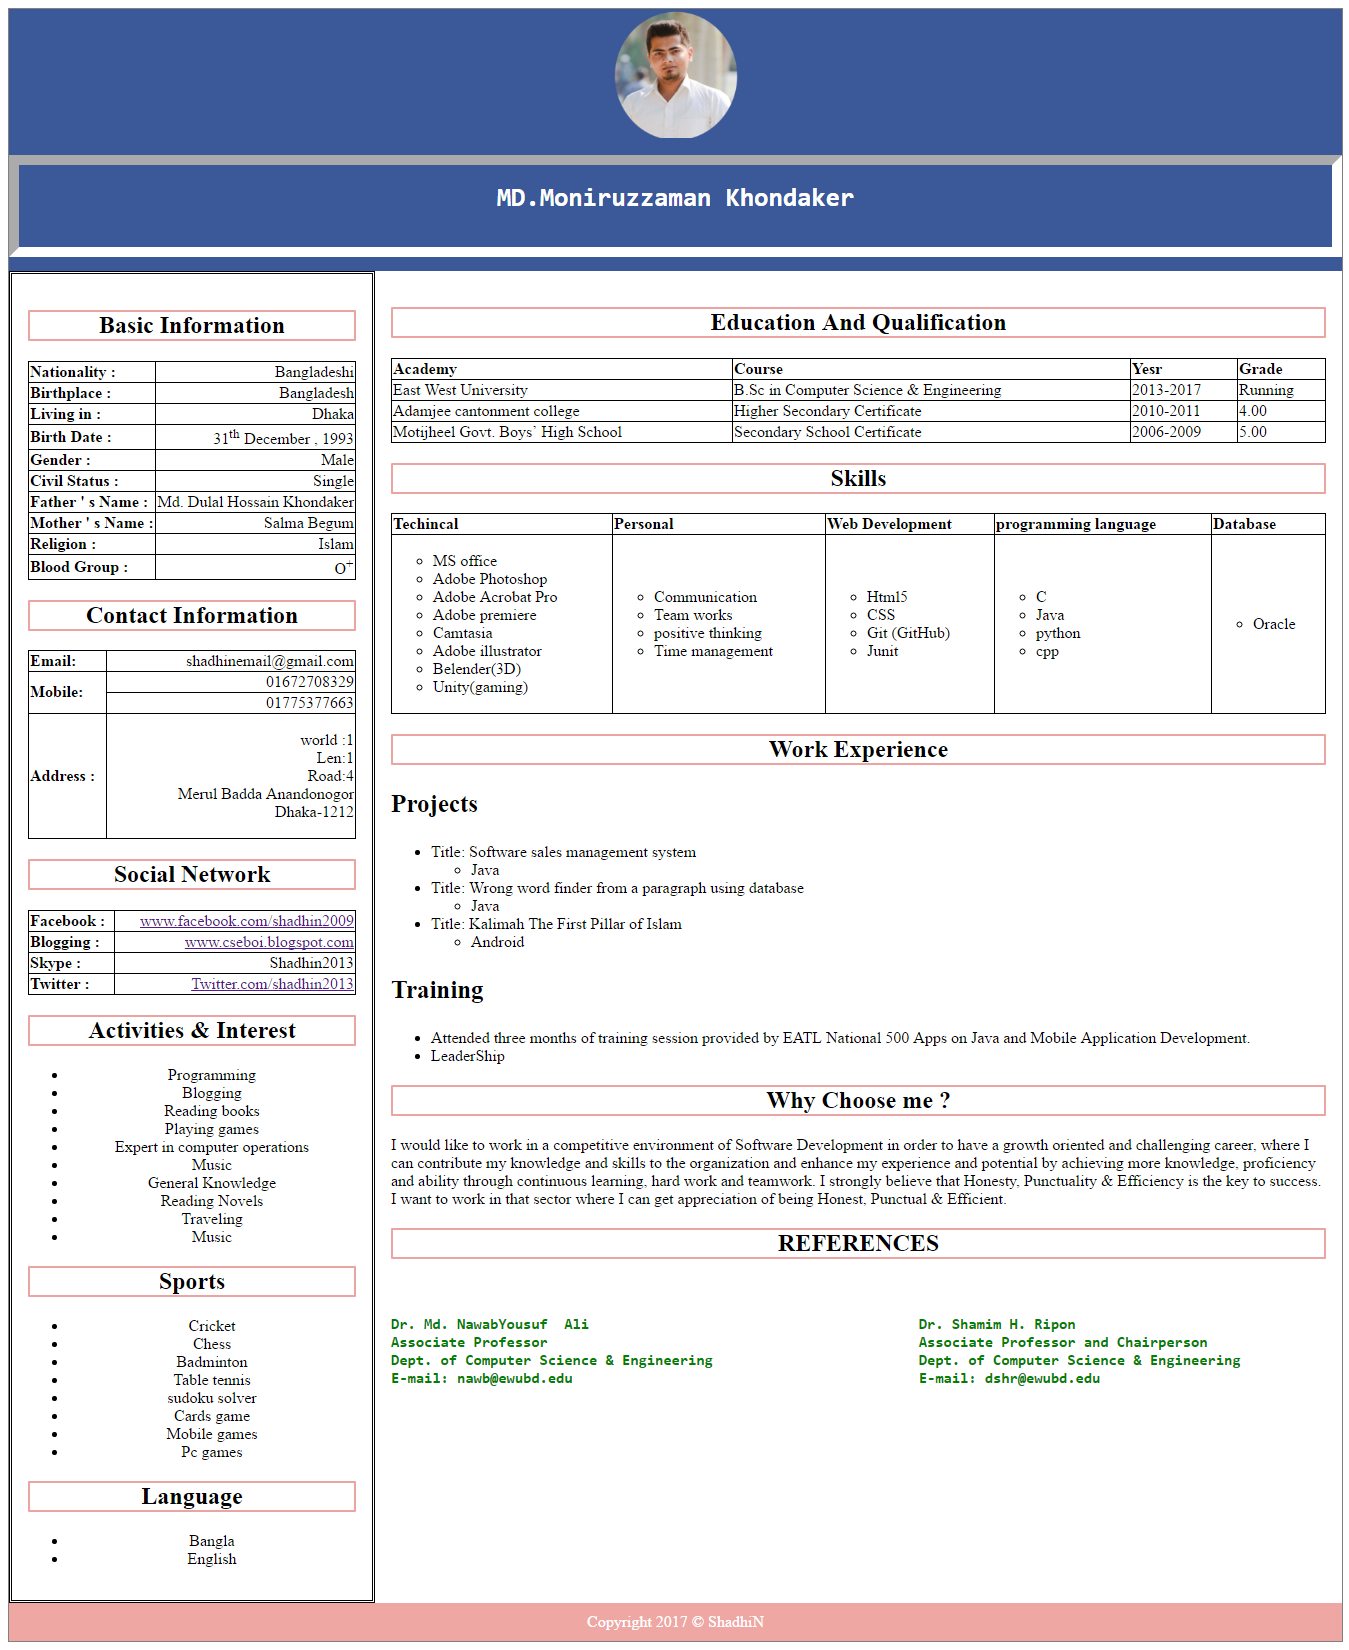 MD.Moniruzzaman Khondaker
Basic Information
Nationality : Bangladeshi
Birthplace : Bangladesh
Living in : Dhaka
Birth Date : 31th December , 1993
Gender : Male
Civil Status : Single
Father ' s Name : Md. Dulal Hossain Khondaker
Mother ' s Name : Salma Begum
Religion : Islam
Blood Group : O+
Contact Information
Email: shadhinemail@gmail.com
Mobile: 01672708329
01775377663
Address :
world :1
Len:1
Road:4
Merul Badda Anandonogor
Dhaka-1212
Social Network
Facebook : www.facebook.com/shadhin2009
Blogging : www.cseboi.blogspot.com
Skype : Shadhin2013
Twitter : Twitter.com/shadhin2013
Activities & Interest
Programming
Blogging
Reading books
Playing games
Expert in computer operations
Music
General Knowledge
Reading Novels
Traveling
Music
Sports
Cricket
Chess
Badminton
Table tennis
sudoku solver
Cards game
Mobile games
Pc games
Language
Bangla
English
Education And Qualification
Academy Course Yesr Grade
East West University B.Sc in Computer Science & Engineering 2013-2017 Running
Adamjee cantonment college Higher Secondary Certificate 2010-2011 4.00
Motijheel Govt. Boys’ High School Secondary School Certificate 2006-2009 5.00
Skills
Techincal Personal Web Development programming language Database
MS office
Adobe Photoshop
Adobe Acrobat Pro
Adobe premiere
Camtasia
Adobe illustrator
Belender(3D)
Unity(gaming)
Communication
Team works
positive thinking
Time management
Html5
CSS
Git (GitHub)
Junit
C
Java
python
cpp
Oracle
Work Experience
Projects
Title: Software sales management system
Java
Title: Wrong word finder from a paragraph using database
Java
Title: Kalimah The First Pillar of Islam
Android
Training
Attended three months of training session provided by EATL National 500 Apps on Java and Mobile Application Development.
LeaderShip
Why Choose me ?
I would like to work in a competitive environment of Software Development in order to have a growth oriented and challenging career, where I
can contribute my knowledge and skills to the organization and enhance my experience and potential by achieving more knowledge, proficiency
and ability through continuous learning, hard work and teamwork. I strongly believe that Honesty, Punctuality & Efficiency is the key to success.
I want to work in that sector where I can get appreciation of being Honest, Punctual & Efficient.
REFERENCES
Dr. Md. NawabYousuf  Ali
Associate Professor
Dept. of Computer Science & Engineering
E-mail: nawb@ewubd.edu
Dr. Shamim H. Ripon
Associate Professor and Chairperson
Dept. of Computer Science & Engineering
E-mail: dshr@ewubd.edu
Copyright 2017 © ShadhiN